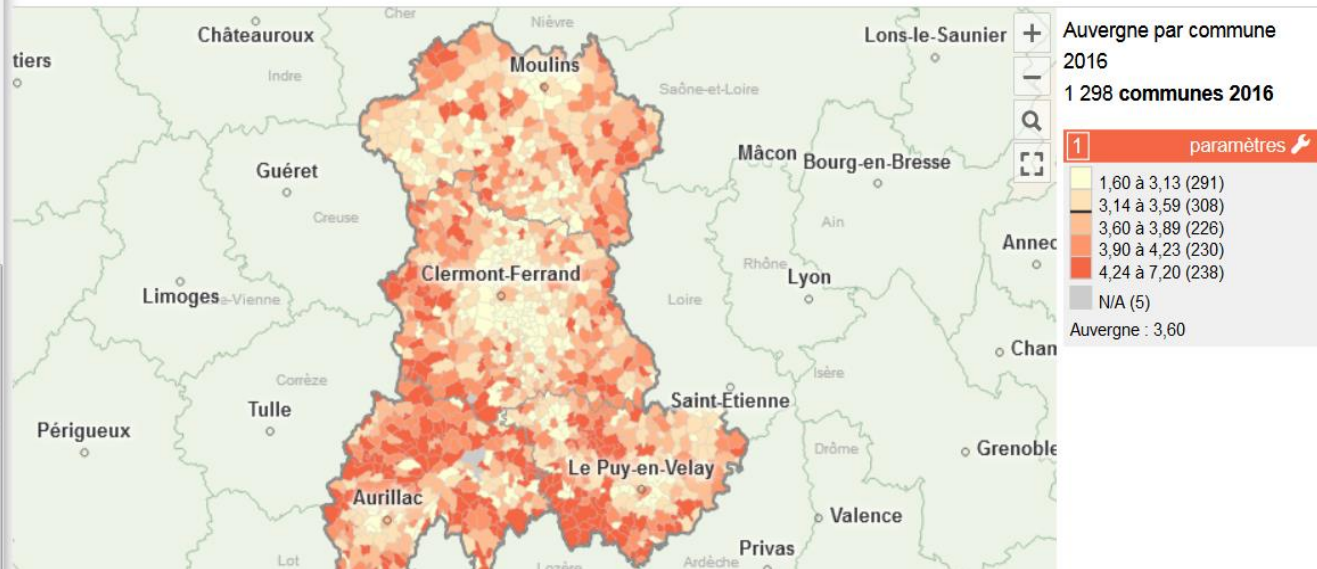 Cher
Nièvre
Châteauroux
Lons-le-Saunier
+
tiers
Moulins
Indre
−
Saône-et-Loire
Mâcon
Bourg-en-Bresse
Guéret
Creuse
Ain
Annec
Clermont-Ferrand
Rhône
Lyon
Limoges
e-Vienne
Loire
Cham
Isère
Corrèze
Saint-Etienne
Tulle
Périgueux
Drôme
Grenoble
Le Puy-en-Velay
Aurillac
Valence
Privas
Lot
Lozère
Ardèche
Auvergne par commune
2016
1 298 communes 2016
1 paramètres
1,60 à 3,13 (291)
3,14 à 3,59 (308)
3,60 à 3,89 (226)
3,90 à 4,23 (230)
4,24 à 7,20 (238)
N/A (5)
Auvergne : 3,60